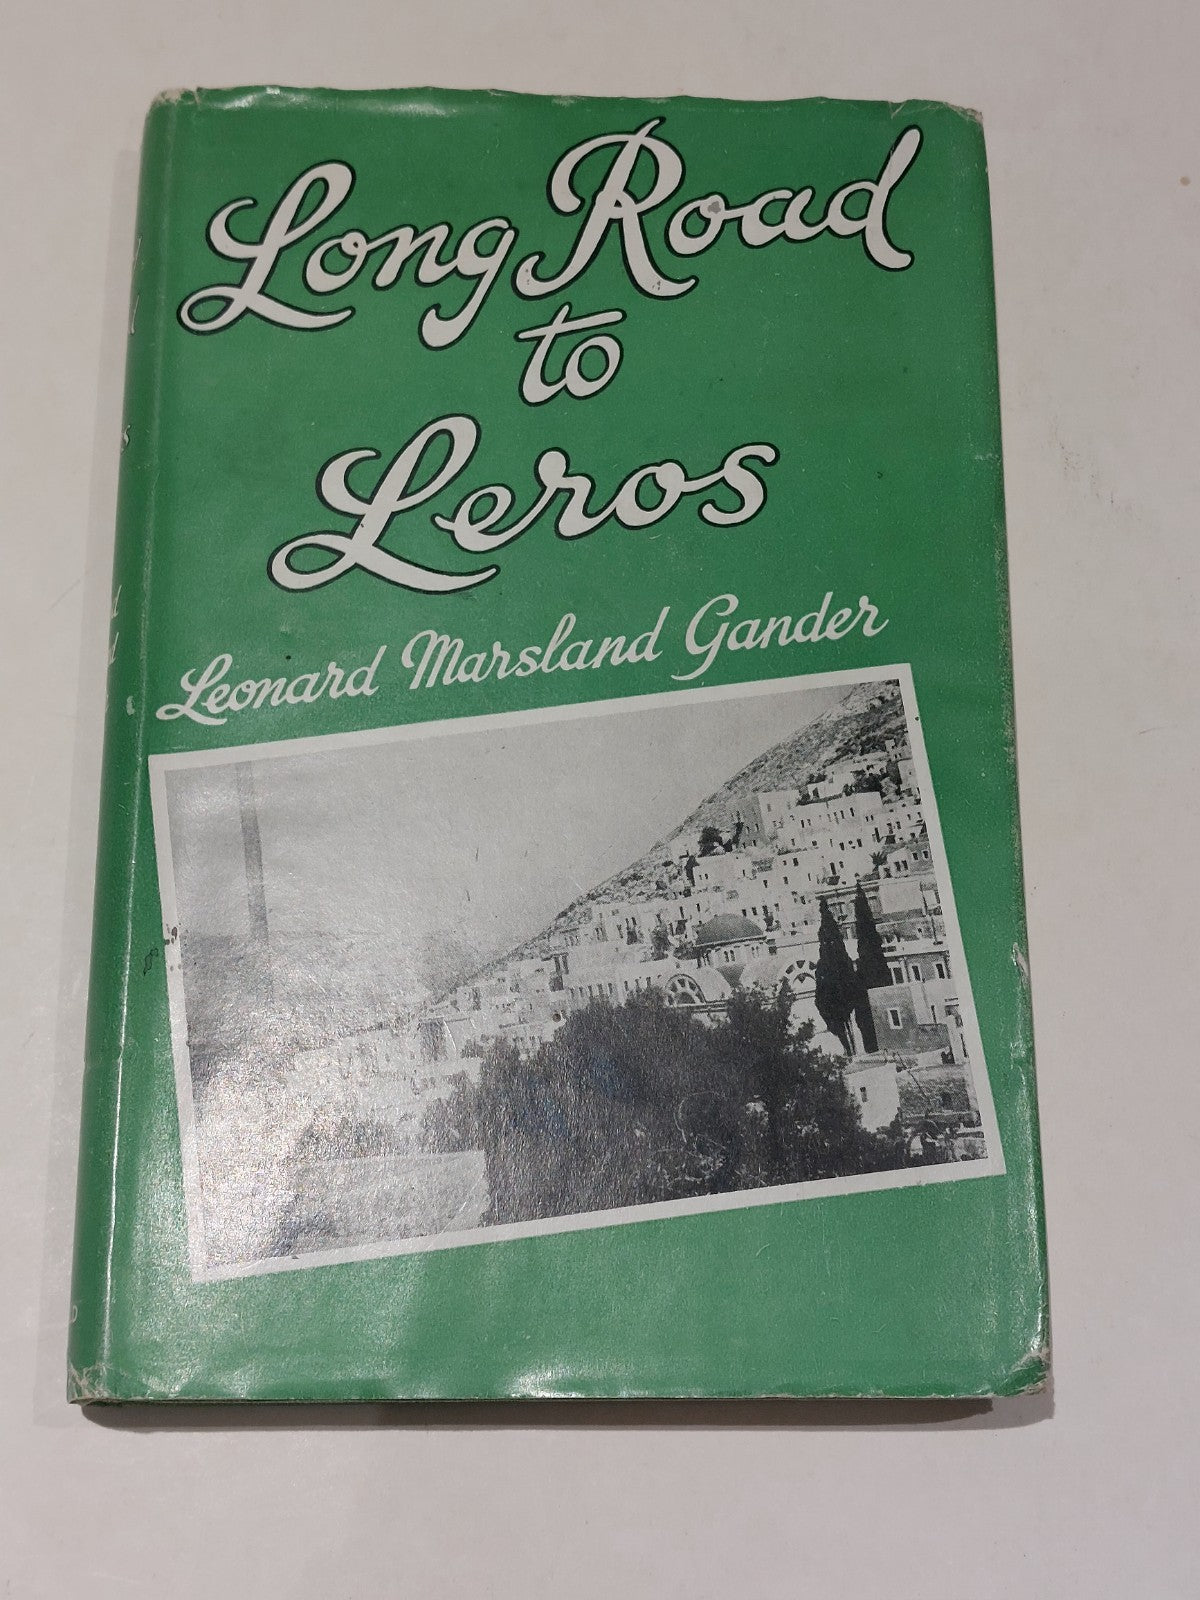 Long Road
to
Leros
Leonard Marsland Gander